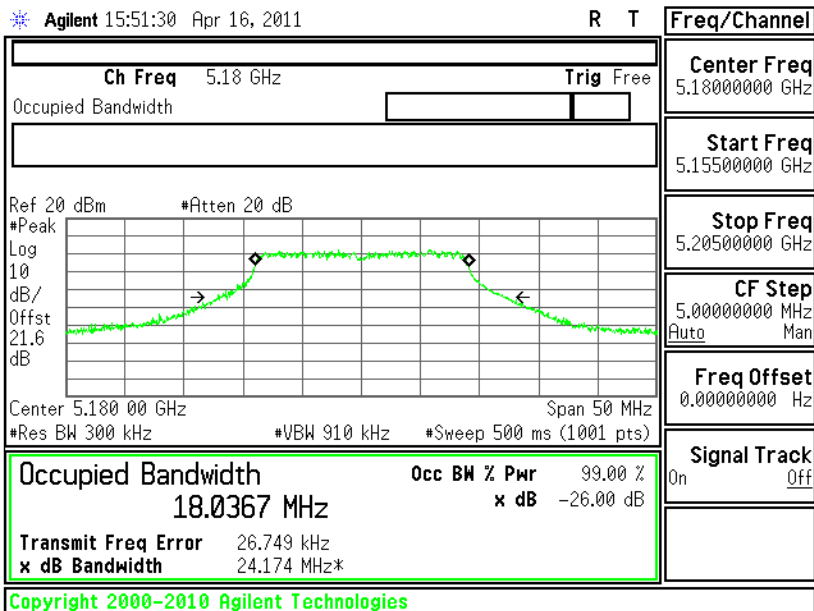 Agilent 15:51:30 Apr 16, 2011 R T
Freq/Channel
Ch Freq 5.18 GHz Trig Free
Occupied Bandwidth
Center Freq
5.18000000 GHz
Start Freq
5.15500000 GHz
Stop Freq
5.20500000 GHz
CF Step
5.00000000 MHz
Auto Man
Freq Offset
0.00000000 Hz
Signal Track
On Off
Ref 20 dBm #Atten 20 dB
#Peak
Log
10
dB/
Offst
21.6
dB
Center 5.180 00 GHz Span 50 MHz
#Res BW 300 kHz #VBW 910 kHz #Sweep 500 ms (1001 pts)
Occupied Bandwidth Occ BW % Pwr 99.00 %
18.0367 MHz x dB -26.00 dB
Transmit Freq Error 26.749 kHz
x dB Bandwidth 24.174 MHz*
Copyright 2000-2010 Agilent Technologies